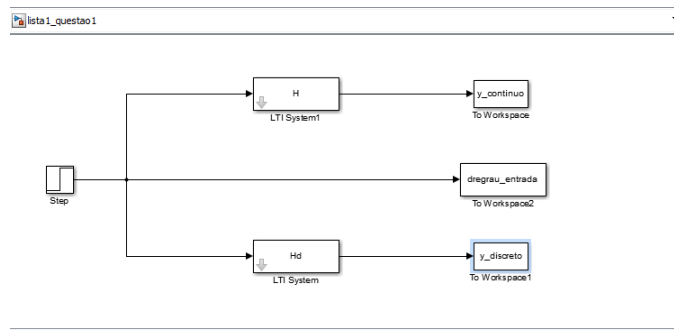 lista1_questao1
H
LTI System1
y_continuo
To Workspace
Step
dregrau_entrada
To Workspace2
Hd
LTI System
y_discreto
To Workspace1